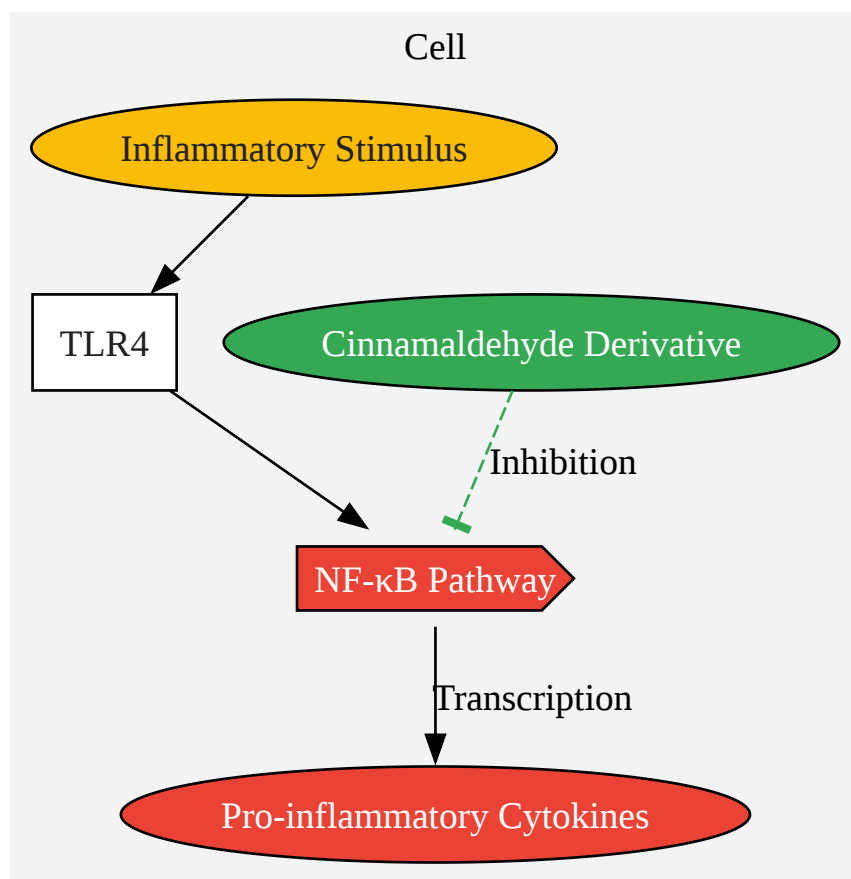 Cell
Inflammatory Stimulus
TLR4
Cinnamaldehyde Derivative
Inhibition
NF-κB Pathway
Transcription
Pro-inflammatory Cytokines